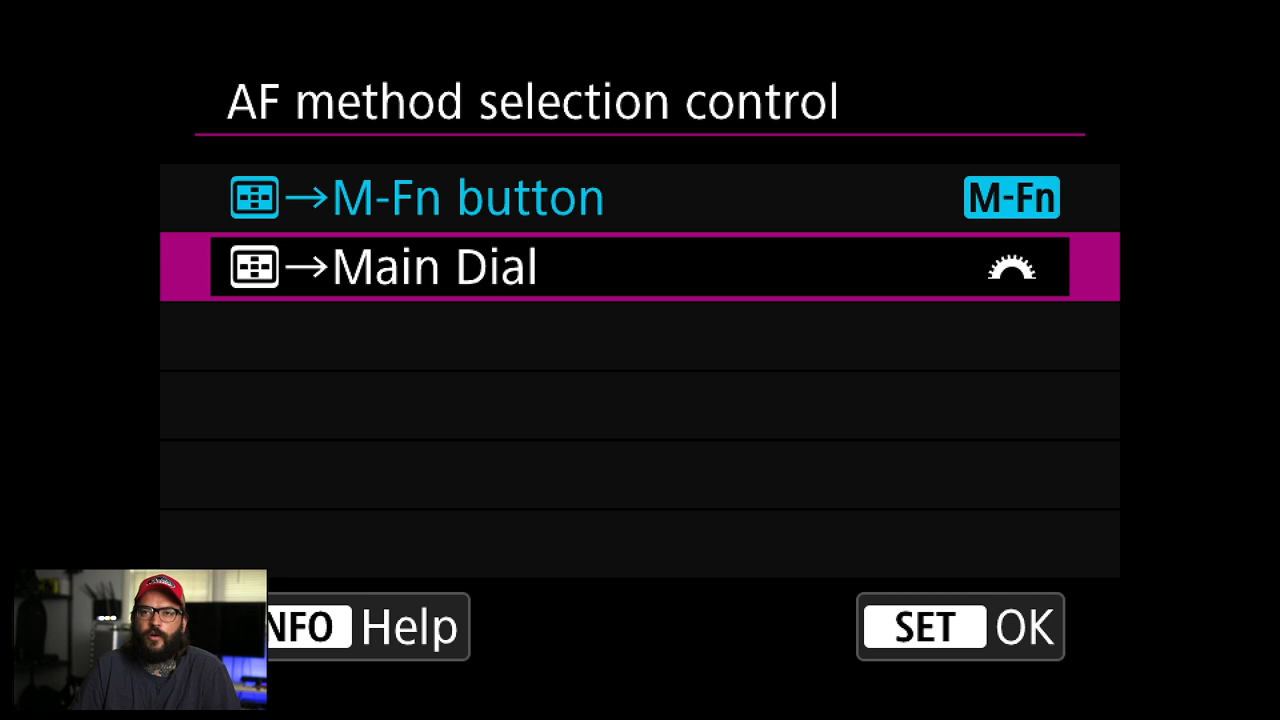 AF method selection control
→M-Fn button M-Fn
→Main Dial
NFO Help
SET OK